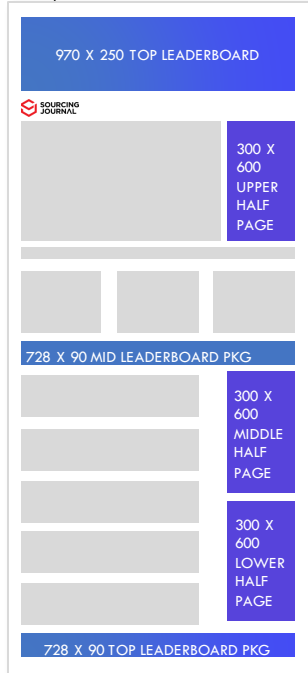 970 X 250 TOP LEADERBOARD
SOURCING
JOURNAL
300 X
600
UPPER
HALF
PAGE
728 X 90 MID LEADERBOARD PKG
300 X
600
MIDDLE
HALF
PAGE
300 X
600
LOWER
HALF
PAGE
728 X 90 TOP LEADERBOARD PKG